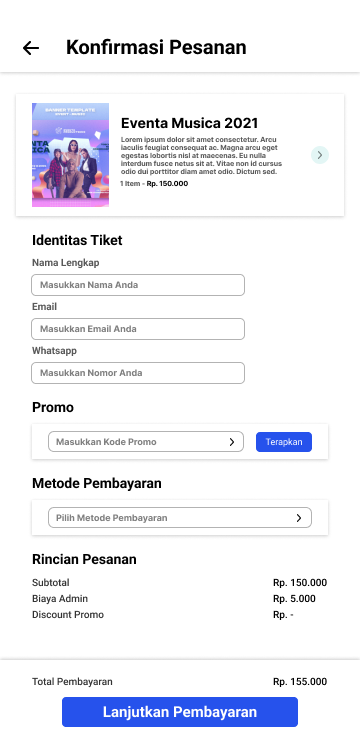 Konfirmasi Pesanan
BANNER TEMPLATE
Eventa Musica 2021
Lorem ipsum dolor sit amet consectetur. Arcu
iaculis feugiat consequat ac. Magna arcu eget
egestas lobortis nisl at maecenas. Eu nulla
interdum fusce netus sit at. Vitae non id cursus
odio dui porttitor diam amet odio. Dictum sed.
1 Item - Rp. 150.000
Identitas Tiket
Nama Lengkap
Masukkan Nama Anda
Email
Masukkan Email Anda
Whatsapp
Masukkan Nomor Anda
Promo
Masukkan Kode Promo
Terapkan
Metode Pembayaran
Pilih Metode Pembayaran
Rincian Pesanan
Subtotal Rp. 150.000
Biaya Admin Rp. 5.000
Discount Promo Rp. -
Total Pembayaran Rp. 155.000
Lanjutkan Pembayaran